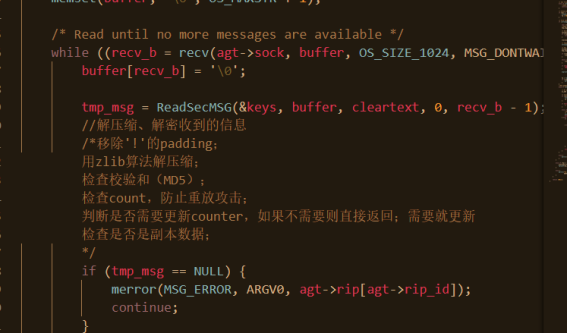 memset(buffer, '\0', OS_MAXSTR + 1);
/* Read until no more messages are available */
while ((recv_b = recv(agt->sock, buffer, OS_SIZE_1024, MSG_DONTWAI
buffer[recv_b] = '\0';
tmp_msg = ReadSecMSG(&keys, buffer, cleartext, 0, recv_b - 1);
//解压缩、解密收到的信息
/*移除'!'的padding;
用zlib算法解压缩;
检查校验和（MD5）;
检查count，防止重放攻击;
判断是否需要更新counter，如果不需要则直接返回；需要就更新
检查是否是副本数据;
*/
if (tmp_msg == NULL) {
merror(MSG_ERROR, ARGV0, agt->rip[agt->rip_id]);
continue;
}